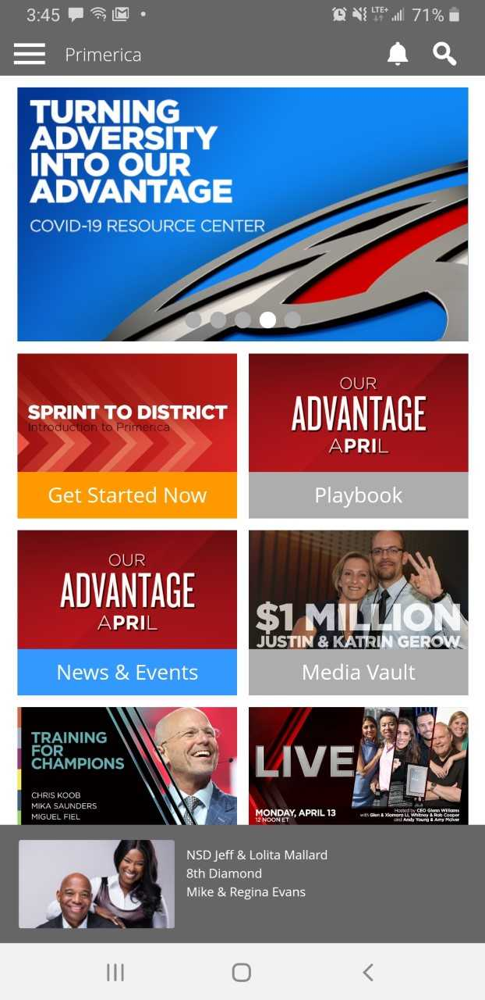 3:45
LTE+ 71%
Primerica
TURNING
ADVERSITY
INTO OUR
ADVANTAGE
COVID-19 RESOURCE CENTER
SPRINT TO DISTRICT
Introduction to Primerica
Get Started Now
OUR
ADVANTAGE
APRIL
Playbook
OUR
ADVANTAGE
APRIL
News & Events
$1 MILLION
JUSTIN & KATRIN GEROW
Media Vault
TRAINING
FOR
CHAMPIONS
CHRIS KOOB
MIKA SAUNDERS
MIGUEL FIEL
LIVE
MONDAY, APRIL 13
12 NOON ET
Hosted by CEO Glenn Williams
with Glen & Xiomara Li, Whitney & Rob Cooper
and Andy Young & Amy McIver
NSD Jeff & Lolita Mallard
8th Diamond
Mike & Regina Evans